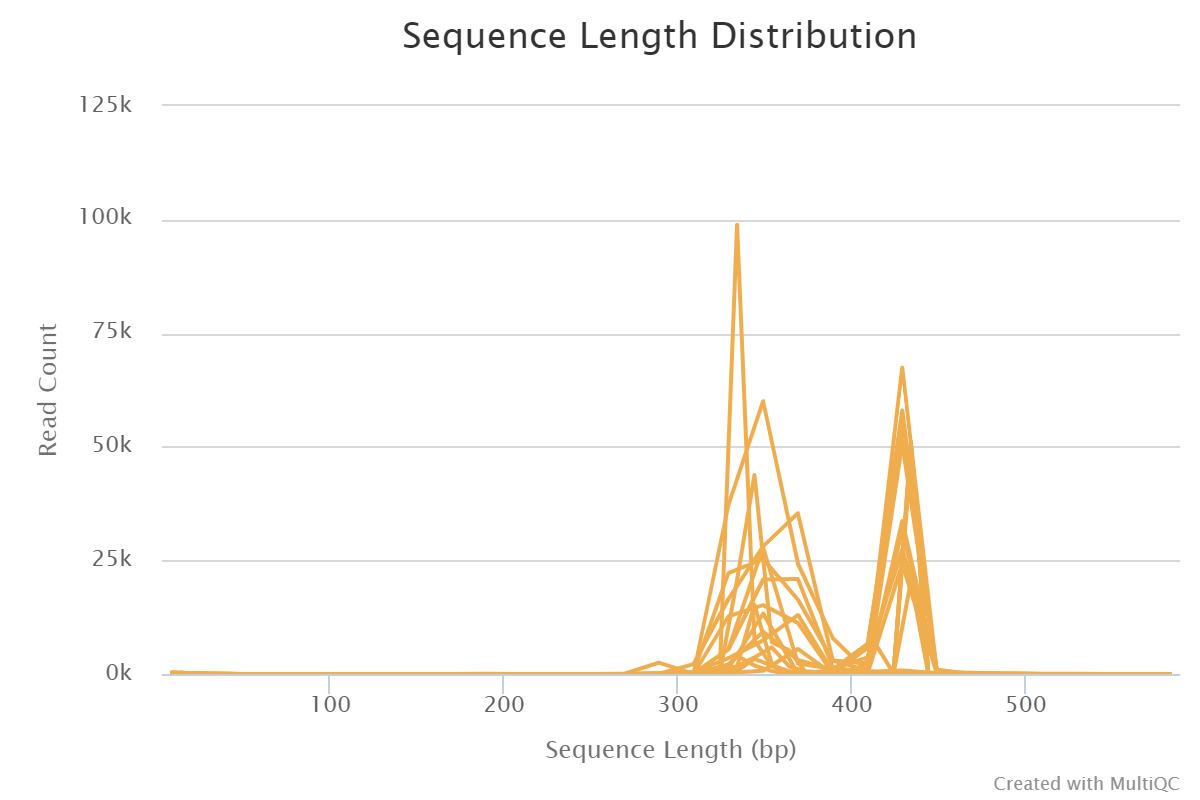 Sequence Length Distribution
125k
100k
75k
50k
25k
0k
Read Count
100 200 300 400 500
Sequence Length (bp)
Created with MultiQC